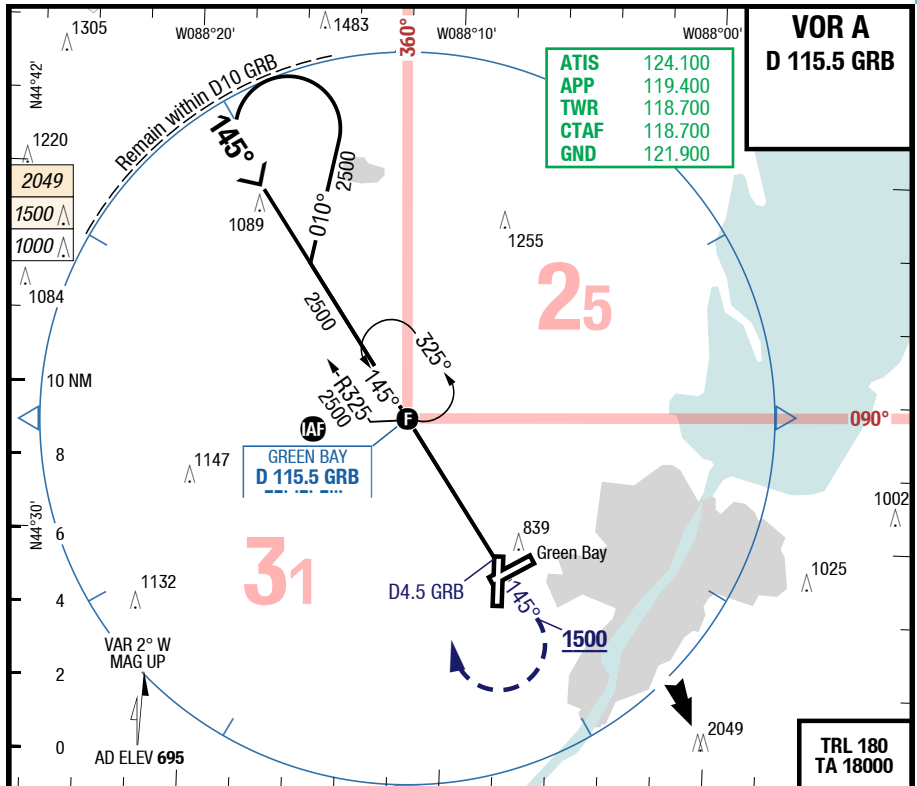 1305
1483
W088°20'
W088°10'
W088°00'
360°
VOR A
D 115.5 GRB
ATIS 124.100
APP 119.400
TWR 118.700
CTAF 118.700
GND 121.900
N44°42'
Remain within D10 GRB
145°
1220
2049
1500
1000
1084
1089
010°
2500
1255
25
2500
325°
145°
R325
2500
10 NM
IAF
F
090°
GREEN BAY
D 115.5 GRB
8
1147
N44°30'
6
1002
31
839
Green Bay
1025
D4.5 GRB
145°
1132
4
1500
VAR 2° W
MAG UP
2
2049
0
AD ELEV 695
TRL 180
TA 18000